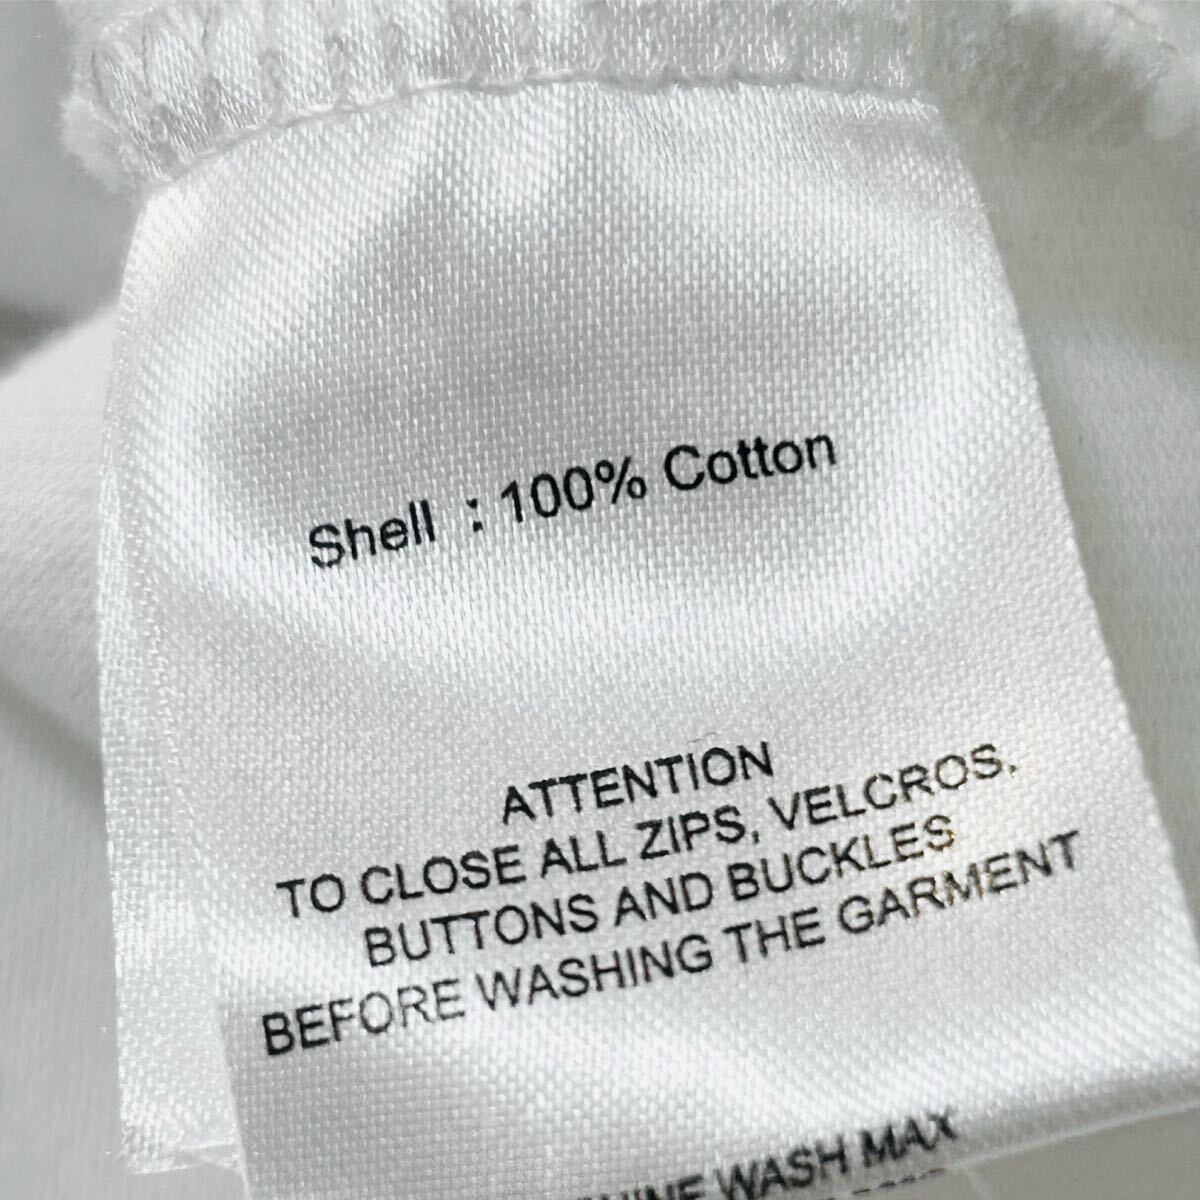 Shell : 100% Cotton
ATTENTION
TO CLOSE ALL ZIPS, VELCROS,
BUTTONS AND BUCKLES
BEFORE WASHING THE GARMENT
WASH MAX